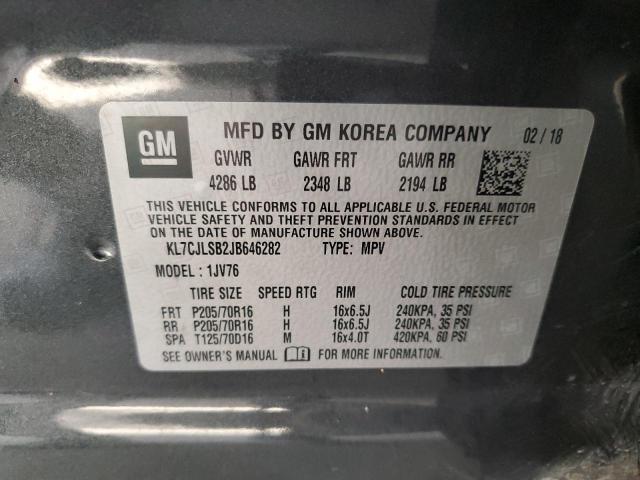 GM MFD BY GM KOREA COMPANY 02 / 18
GVWR GAWR FRT GAWR RR
4286 LB 2348 LB 2194 LB
THIS VEHICLE CONFORMS TO ALL APPLICABLE U.S. FEDERAL MOTOR
VEHICLE SAFETY AND THEFT PREVENTION STANDARDS IN EFFECT
ON THE DATE OF MANUFACTURE SHOWN ABOVE.
KL7CJLSB2JB646282 TYPE: MPV
MODEL : 1JV76
TIRE SIZE SPEED RTG RIM COLD TIRE PRESSURE
FRT P205/70R16 H 16x6.5J 240KPA, 35 PSI
RR P205/70R16 H 16x6.5J 240KPA, 35 PSI
SPA T125/70D16 M 16x4.0T 420KPA, 60 PSI
SEE OWNER'S MANUAL FOR MORE INFORMATION.